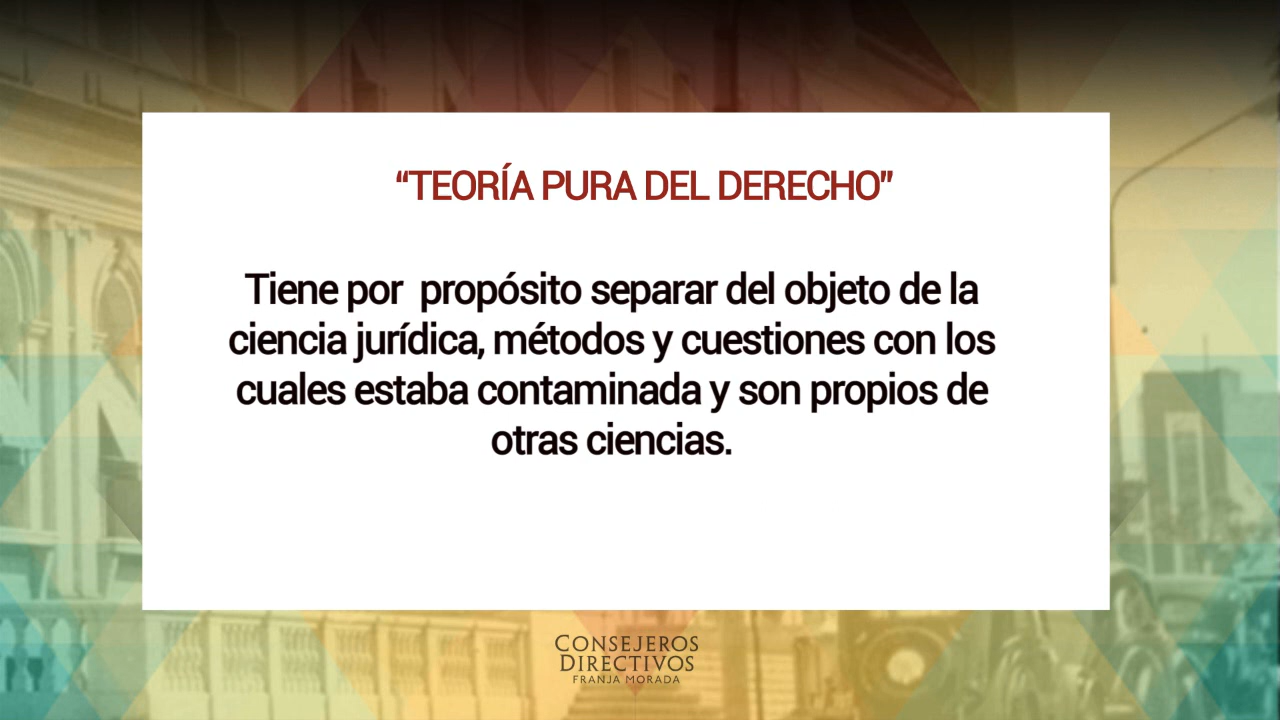 “TEORÍA PURA DEL DERECHO”
Tiene por  propósito separar del objeto de la
ciencia jurídica, métodos y cuestiones con los
cuales estaba contaminada y son propios de
otras ciencias.
CONSEJEROS
DIRECTIVOS
FRANJA MORADA